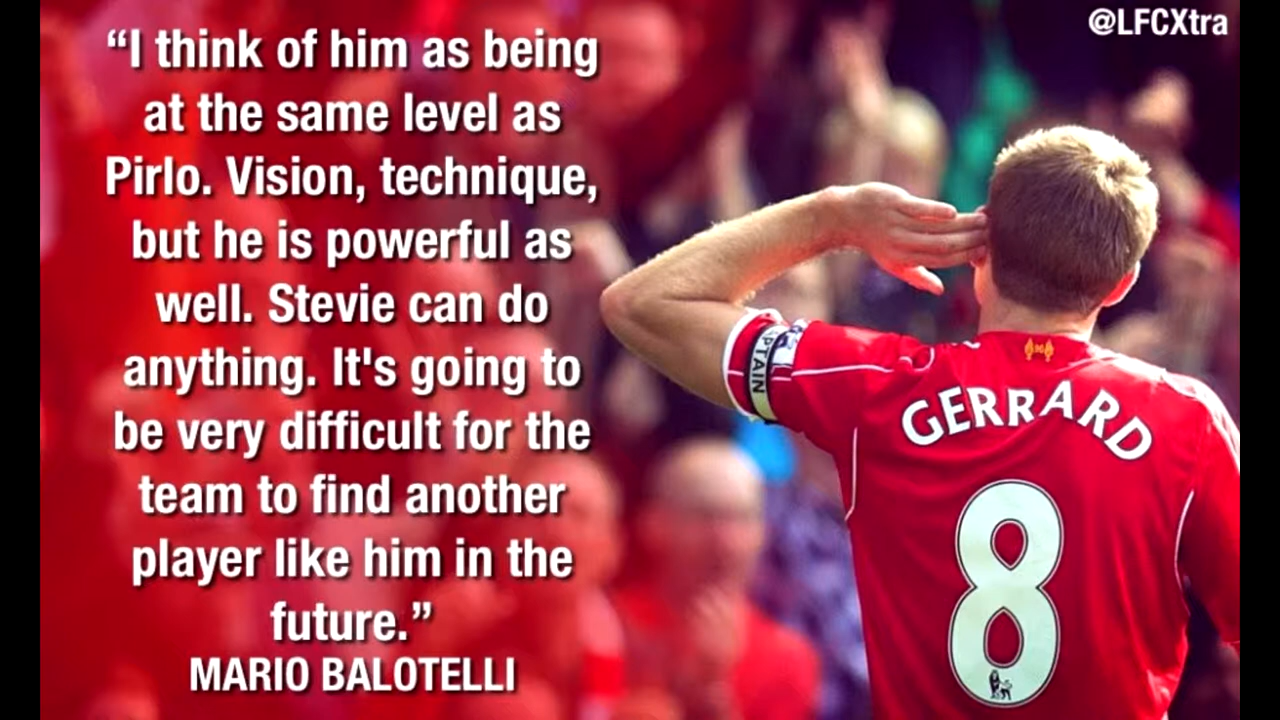 @LFCXtra
“I think of him as being
at the same level as
Pirlo. Vision, technique,
but he is powerful as
well. Stevie can do
anything. It's going to
be very difficult for the
team to find another
player like him in the
future.”
MARIO BALOTELLI
PTAIN
GERRARD
8